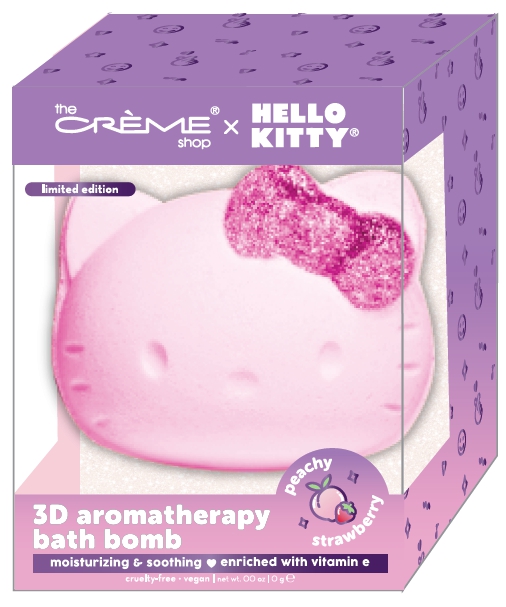 the
CRÈME® x HELLO
shop KITTY®
limited edition
peachy
strawberry
3D aromatherapy
bath bomb
moisturizing & soothing ♥ enriched with vitamin e
cruelty-free • vegan | net wt. 00 oz | 0 g ℮